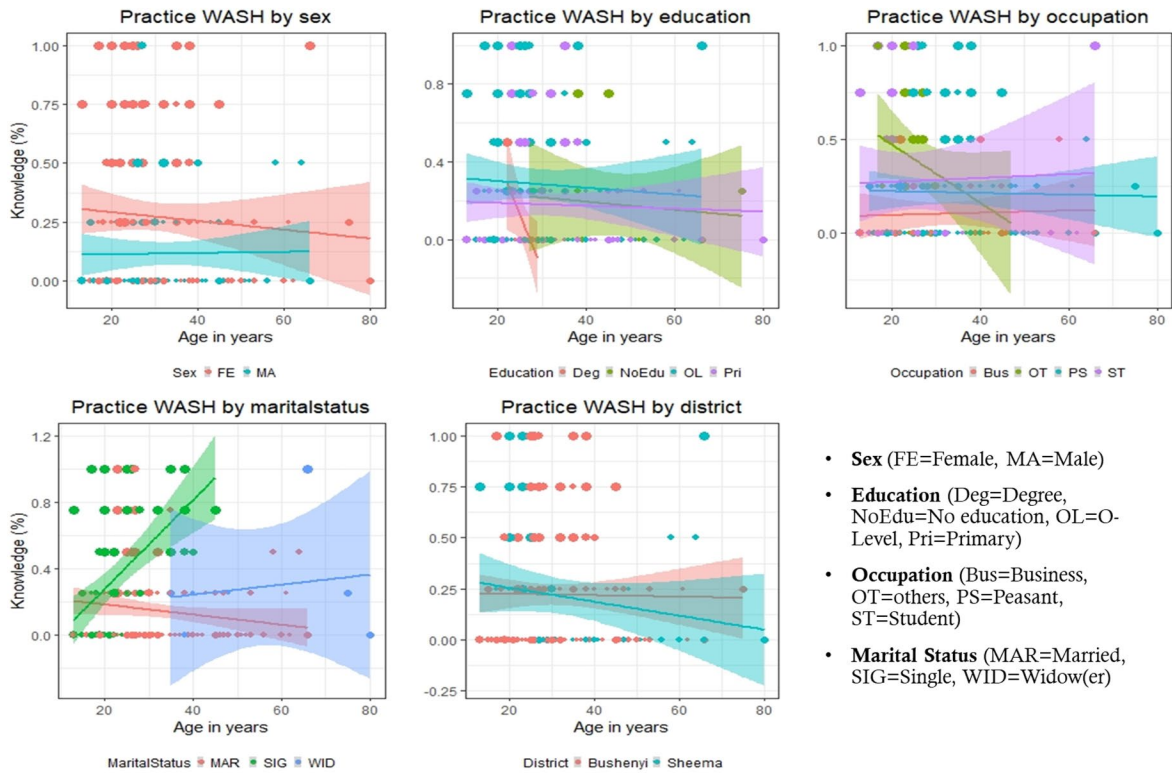 Practice WASH by sex
Knowledge (%)
1.00
0.75
0.50
0.25
0.00
20 40 60 80
Age in years
Sex FE MA
Practice WASH by education
0.8
0.4
0.0
20 40 60 80
Age in years
Education Deg NoEdu OL Pri
Practice WASH by occupation
1.0
0.5
0.0
20 40 60 80
Age in years
Occupation Bus OT PS ST
Practice WASH by maritalstatus
Knowledge (%)
1.2
0.8
0.4
0.0
20 40 60 80
Age in years
MaritalStatus MAR SIG WID
Practice WASH by district
1.00
0.75
0.50
0.25
0.00
-0.25
20 40 60 80
Age in years
District Bushenyi Sheema
• Sex (FE=Female, MA=Male)
• Education (Deg=Degree,
NoEdu=No education, OL=O-
Level, Pri=Primary)
• Occupation (Bus=Business,
OT=others, PS=Peasant,
ST=Student)
• Marital Status (MAR=Married,
SIG=Single, WID=Widow(er)